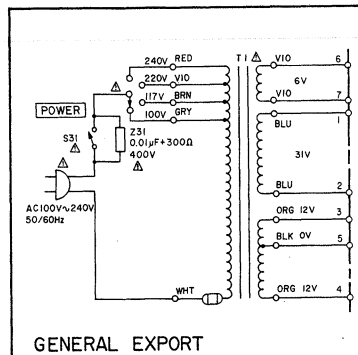 240V RED
220V VIO
117V BRN
100V GRY
T1
VIO 6
6V
VIO 7
BLU 1
31V
BLU 2
ORG 12V 3
BLK 0V 5
ORG 12V 4
POWER
S31
Z31
0.01µF+300Ω
400V
AC100V~240V
50/60Hz
WHT
GENERAL EXPORT